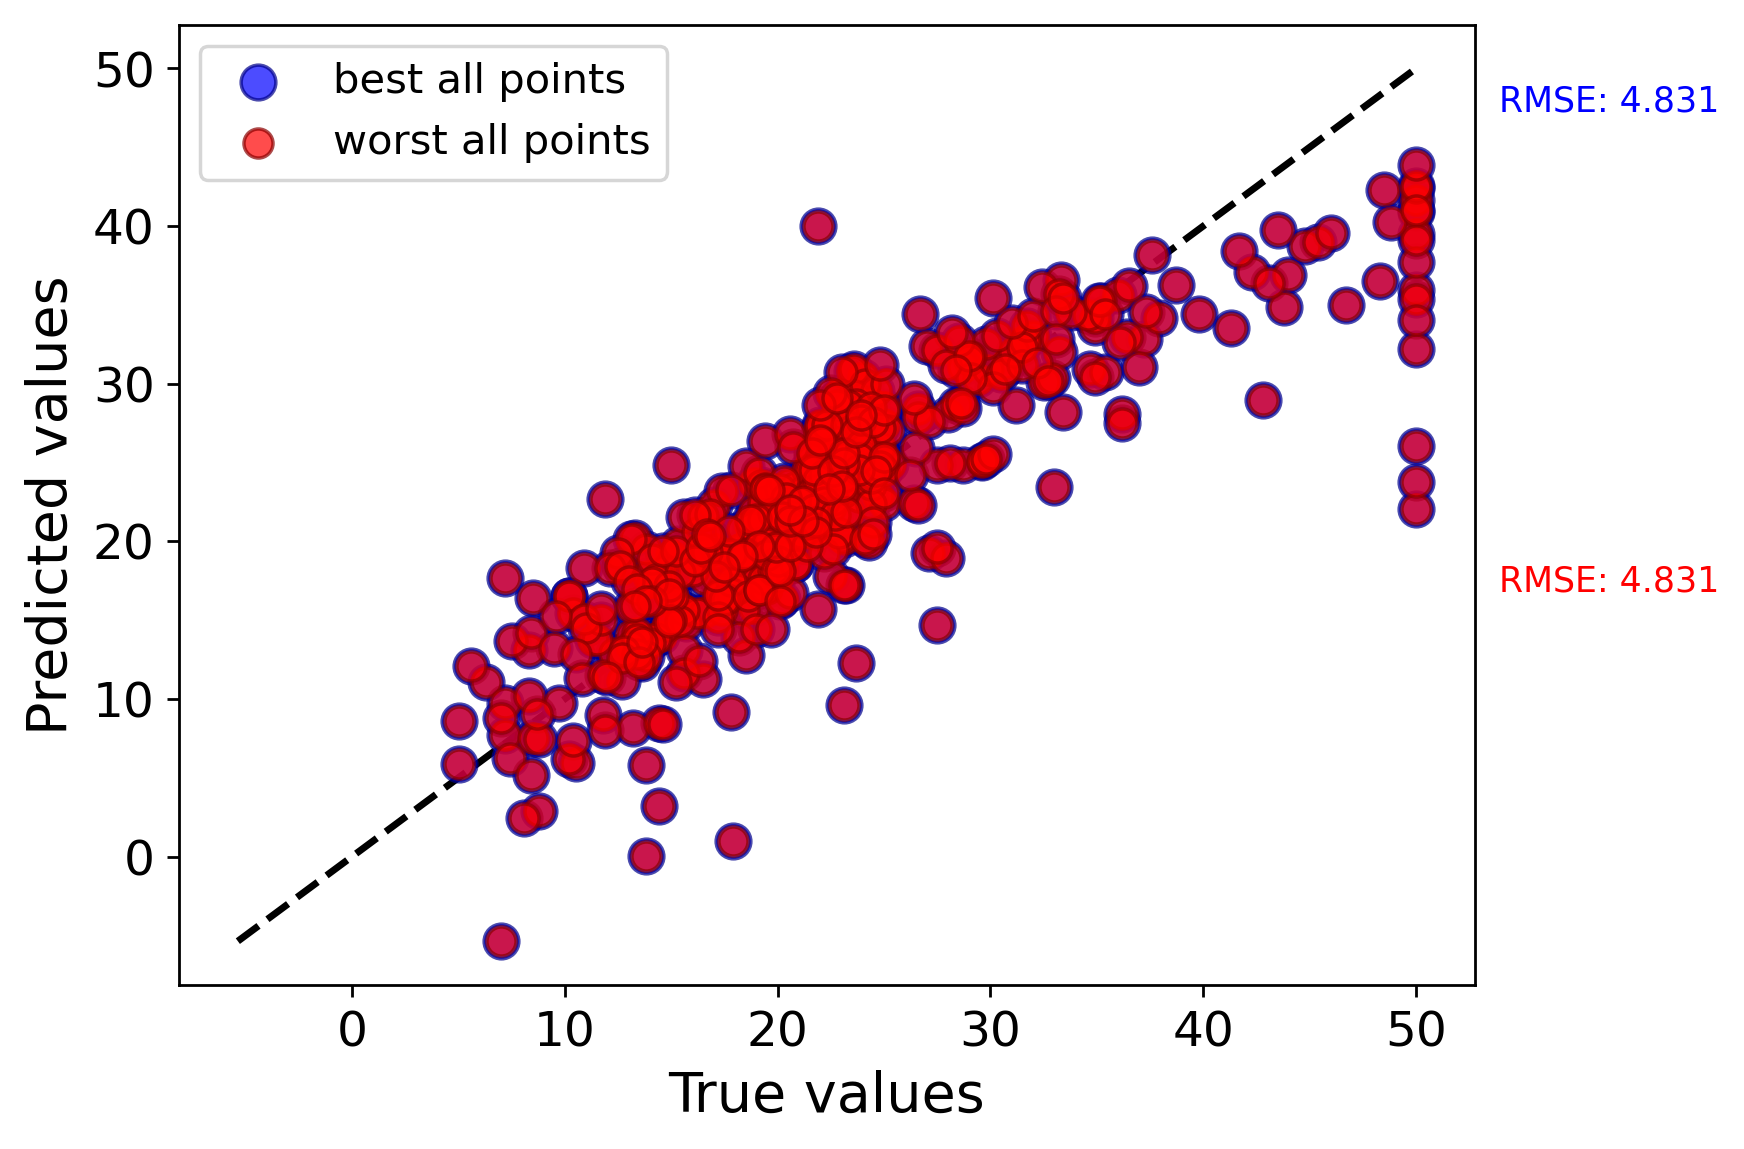 best all points
worst all points
RMSE: 4.831
RMSE: 4.831
Predicted values
50
40
30
20
10
0
0 10 20 30 40 50
True values